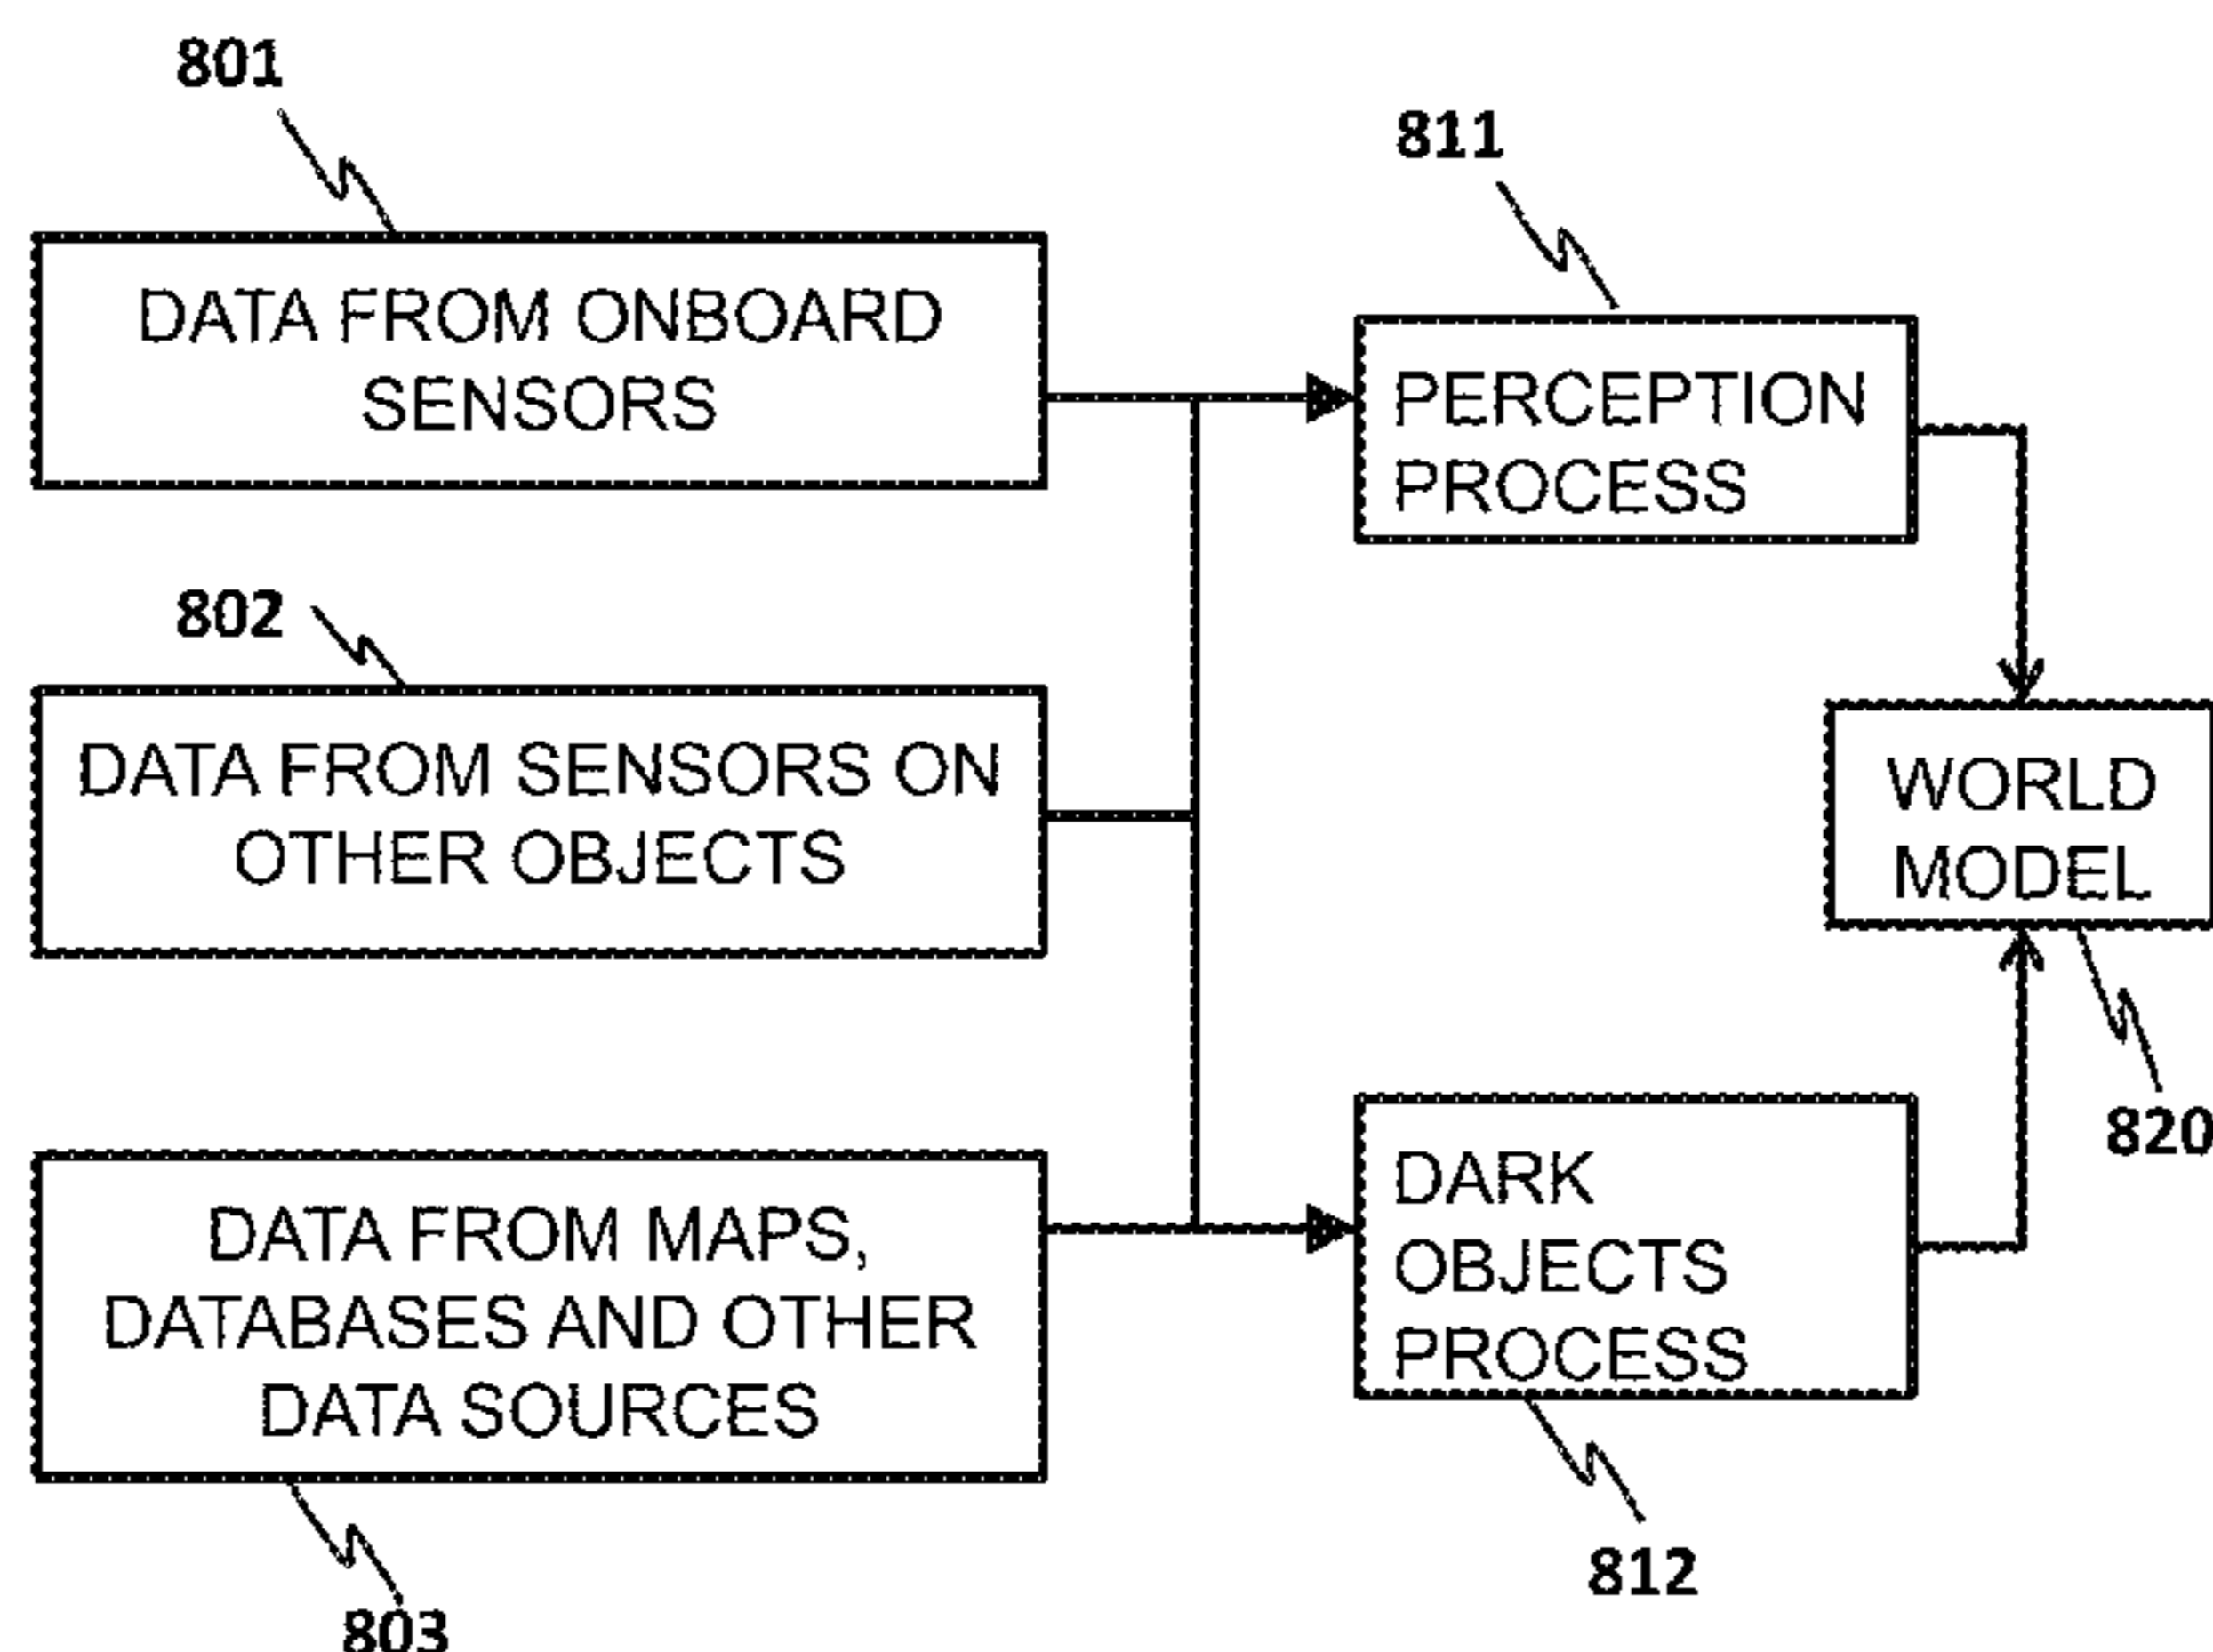 801
DATA FROM ONBOARD
SENSORS
802
DATA FROM SENSORS ON
OTHER OBJECTS
DATA FROM MAPS,
DATABASES AND OTHER
DATA SOURCES
803
811
PERCEPTION
PROCESS
DARK
OBJECTS
PROCESS
812
WORLD
MODEL
820